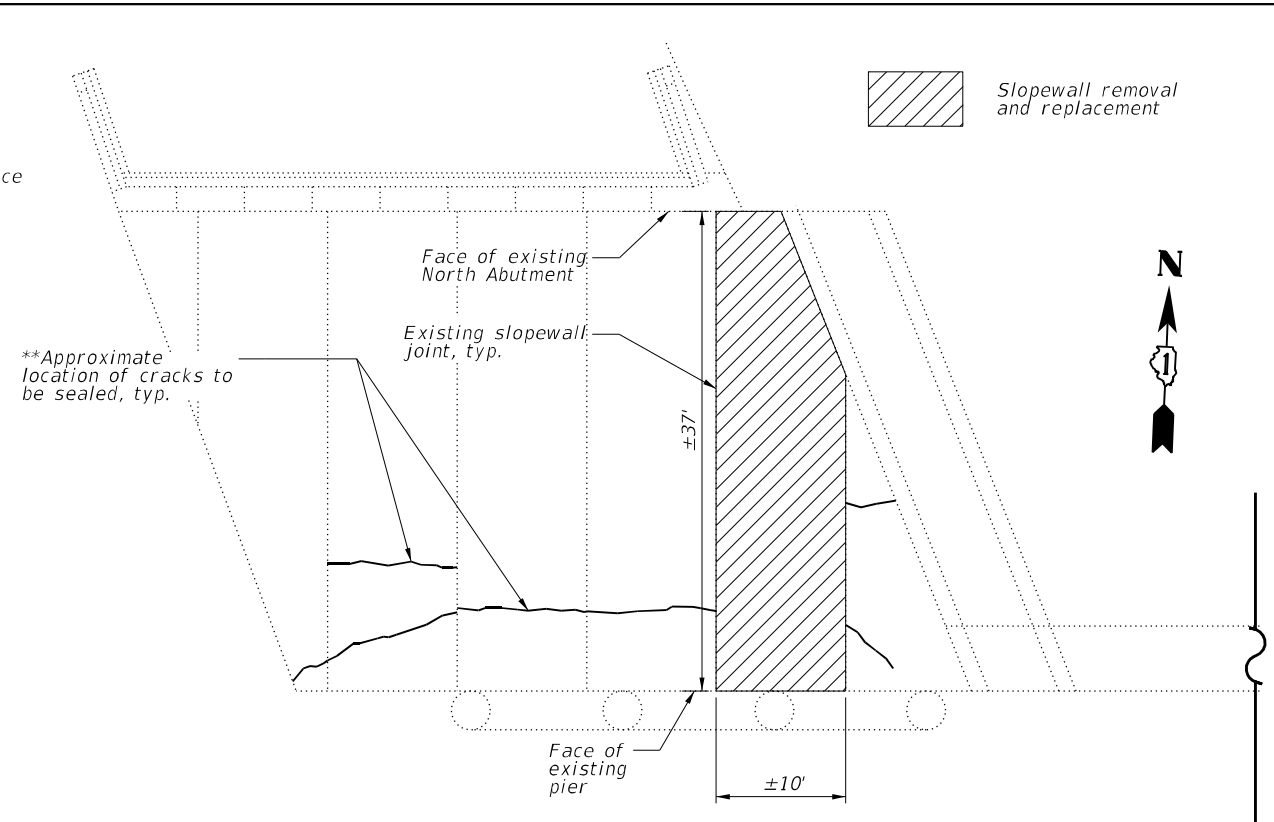 Slopewall removal
and replacement
ce
N
1
Face of existing
North Abutment
Existing slopewall
joint, typ.
**Approximate
location of cracks to
be sealed, typ.
±37'
Face of
existing
pier
±10'